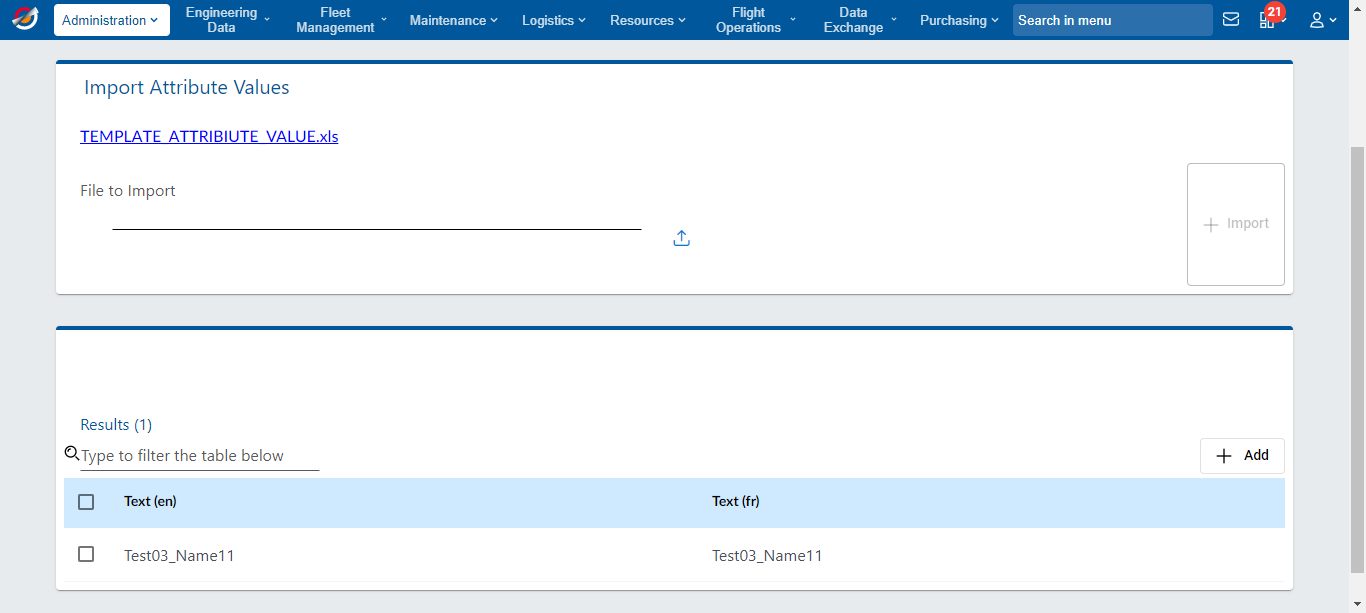 Administration
Engineering
Data
Fleet
Management
Maintenance
Logistics
Resources
Flight
Operations
Data
Exchange
Purchasing
Search in menu
21
Import Attribute Values
TEMPLATE_ATTRIBIUTE_VALUE.xls
File to Import
Import
Results (1)
Type to filter the table below
Add
Text (en) Text (fr)
Test03_Name11 Test03_Name11